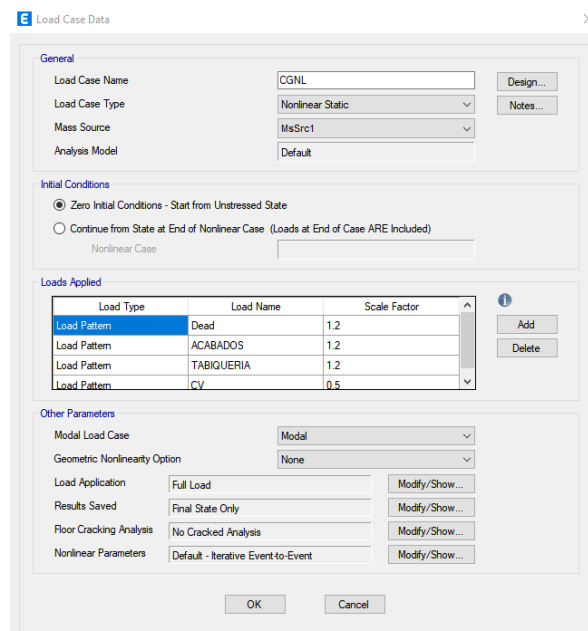 E Load Case Data
General
Load Case Name CGNL Design...
Load Case Type Nonlinear Static Notes...
Mass Source MsSrc1
Analysis Model Default
Initial Conditions
Zero Initial Conditions - Start from Unstressed State
Continue from State at End of Nonlinear Case (Loads at End of Case ARE Included)
Nonlinear Case
Loads Applied
Load Type Load Name Scale Factor
Load Pattern Dead 1.2 Add
Load Pattern ACABADOS 1.2 Delete
Load Pattern TABIQUERIA 1.2
Load Pattern CV 0.5
Other Parameters
Modal Load Case Modal
Geometric Nonlinearity Option None
Load Application Full Load Modify/Show...
Results Saved Final State Only Modify/Show...
Floor Cracking Analysis No Cracked Analysis Modify/Show...
Nonlinear Parameters Default - Iterative Event-to-Event Modify/Show...
OK Cancel